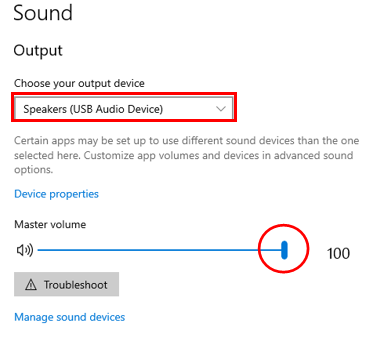 Sound
Output
Choose your output device
Speakers (USB Audio Device)
Certain apps may be set up to use different sound devices than the one
selected here. Customize app volumes and devices in advanced sound
options.
Device properties
Master volume
100
Troubleshoot
Manage sound devices